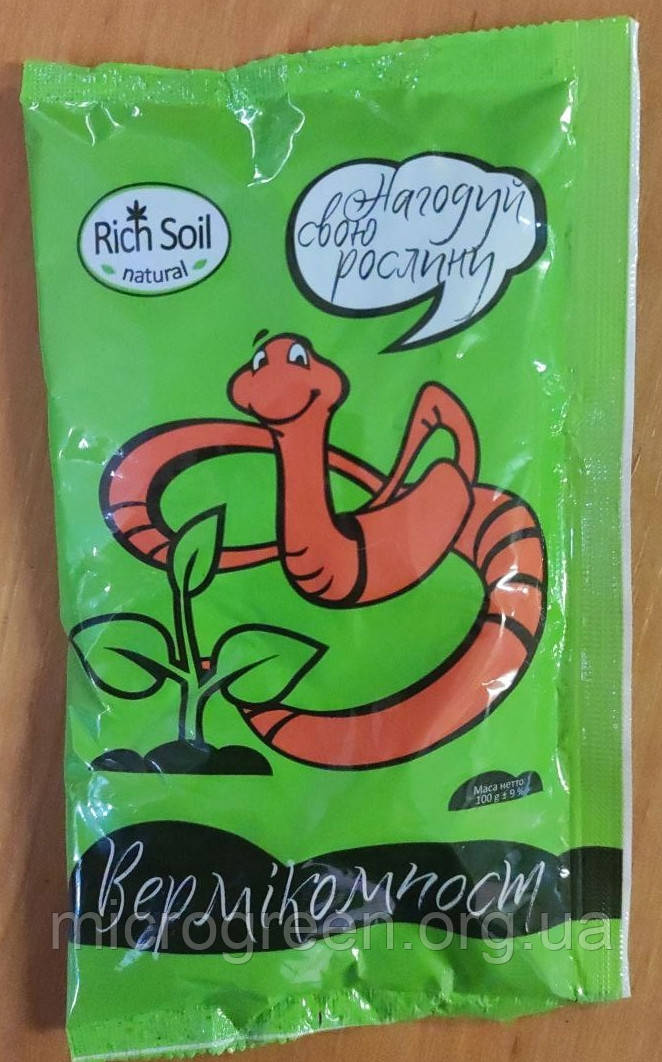 Rich Soil
natural
Нагодуй
свою
рослину
Маса нетто
100 g ± 9 %
Вермікомпост
microgreen.org.ua